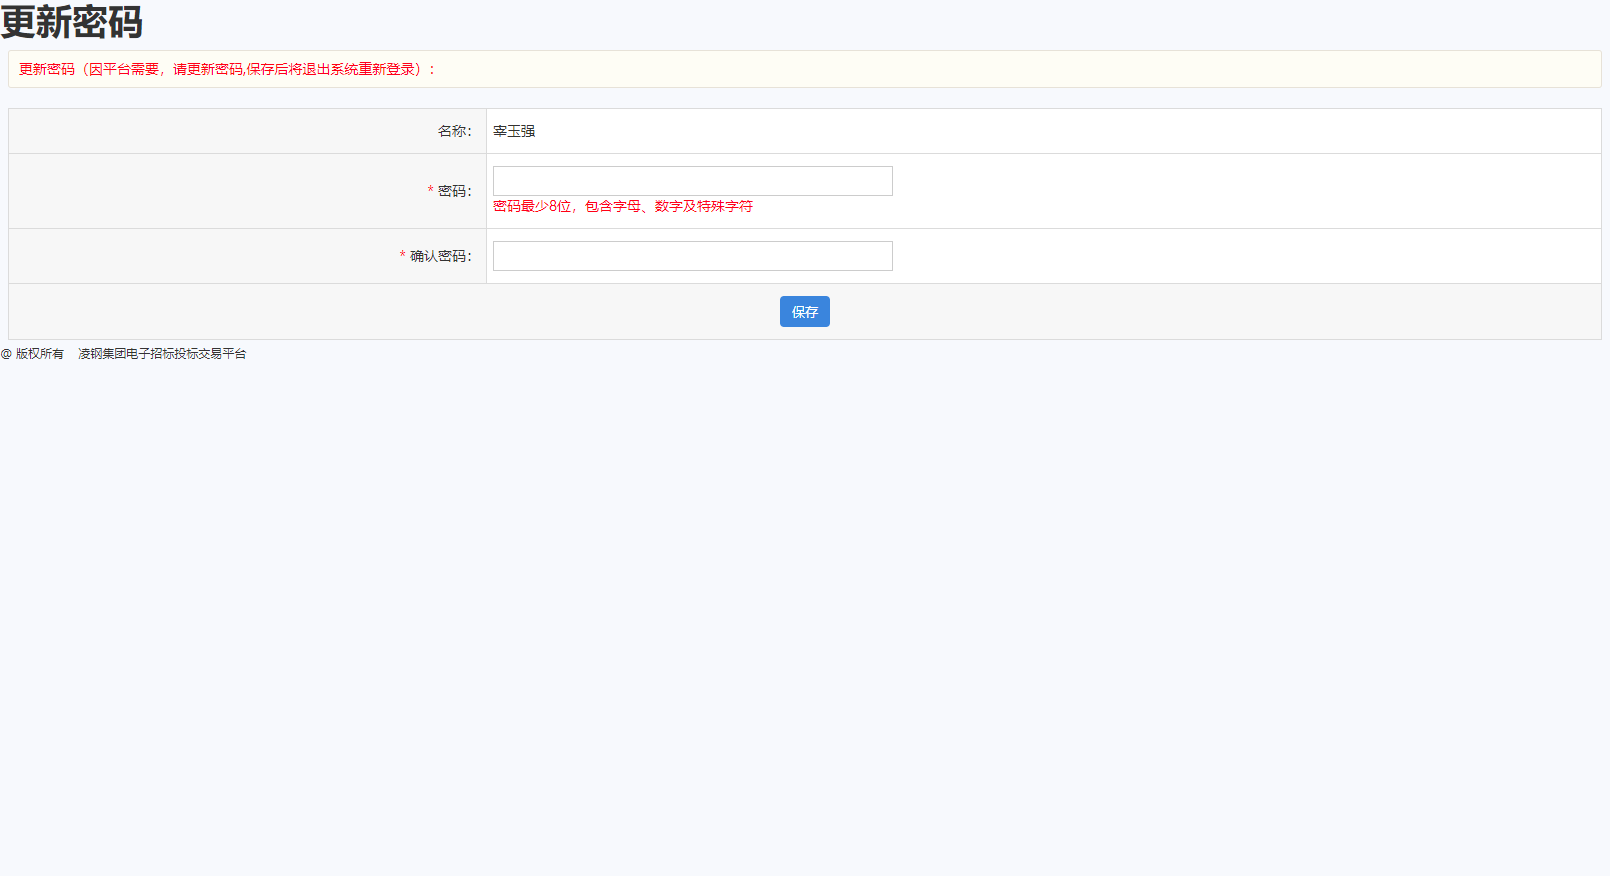 更新密码
更新密码（因平台需要，请更新密码,保存后将退出系统重新登录）：
名称： 宰玉强
* 密码：
密码最少8位，包含字母、数字及特殊字符
* 确认密码：
保存
@ 版权所有 凌钢集团电子招标投标交易平台